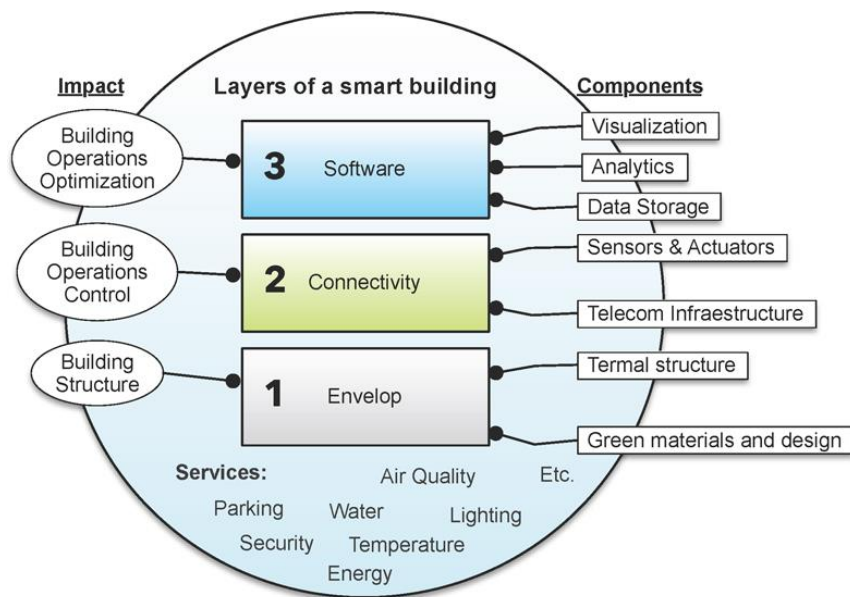 Impact
Layers of a smart building
Components
Building
Operations
Optimization
3
Software
Visualization
Analytics
Data Storage
Building
Operations
Control
2
Connectivity
Sensors & Actuators
Telecom Infraestructure
Building
Structure
1
Envelop
Termal structure
Green materials and design
Services:
Air Quality
Etc.
Parking
Water
Lighting
Security
Temperature
Energy